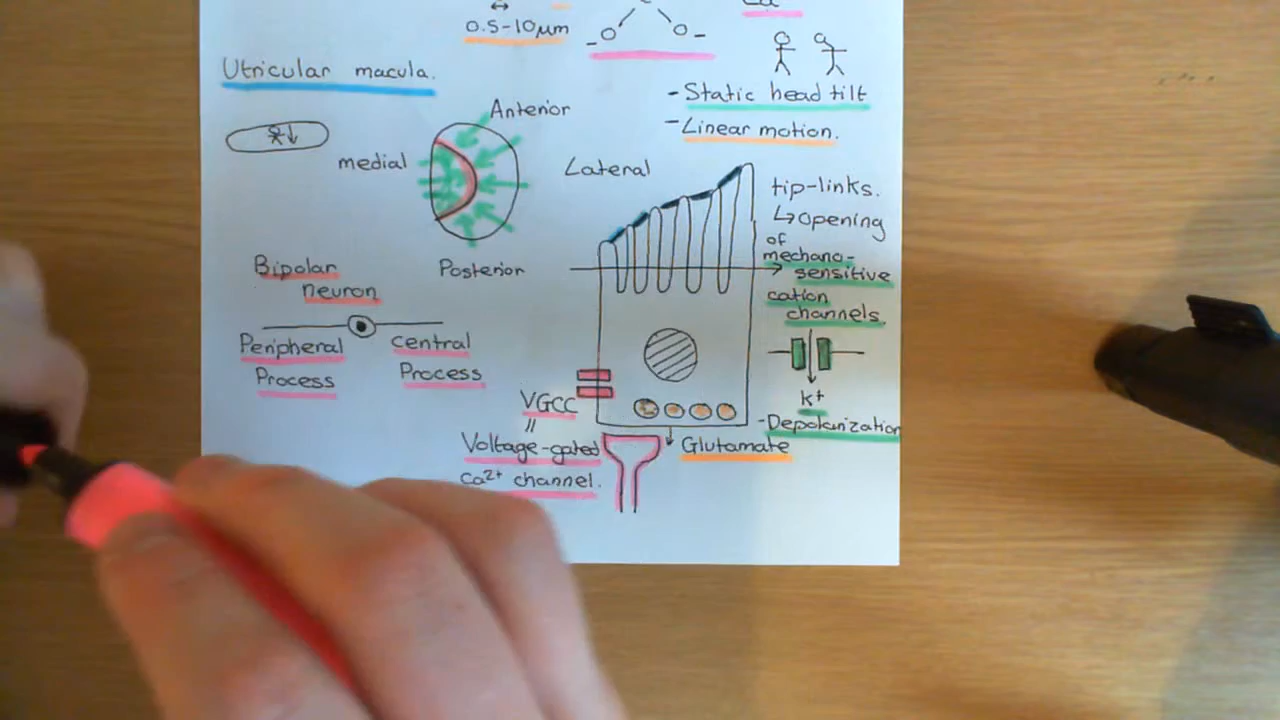 0.5-10μm
- O O -
Utricular macula.
Anterior
medial
Lateral
Posterior
- Static head tilt
- Linear motion.
tip-links.
↳ opening
of
mechano-
sensitive
cation
channels.
K+
- Depolarization
Bipolar
neuron
Peripheral
Process
central
Process
VGCC
=
Voltage-gated
Ca2+ channel.
Glutamate